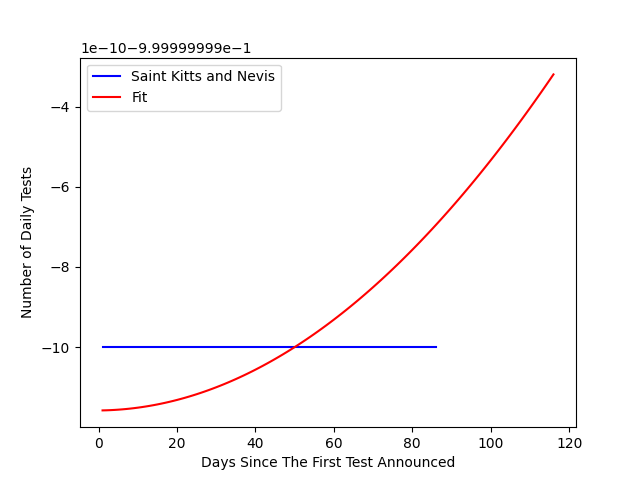 1e−10−9.99999999e−1
Saint Kitts and Nevis
Fit
−4
−6
−8
−10
Number of Daily Tests
0 20 40 60 80 100 120
Days Since The First Test Announced